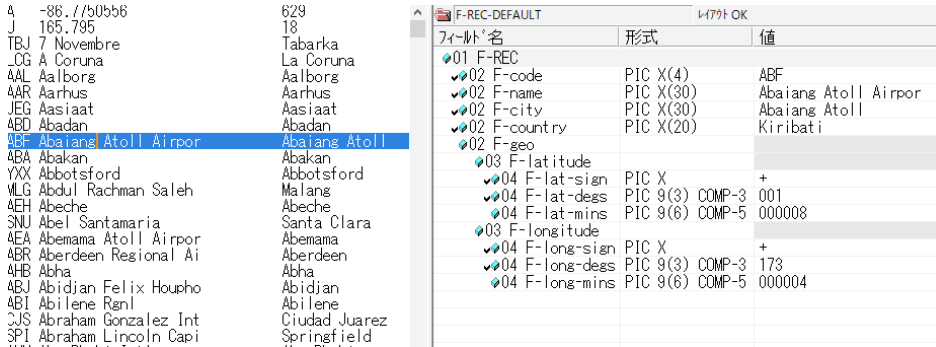 A -86.7750556 629
J 165.795 18
TBJ 7 Novembre Tabarka
LCG A Coruna La Coruna
AAL Aalborg Aalborg
AAR Aarhus Aarhus
JEG Aasiaat Aasiaat
ABD Abadan Abadan
ABF Abaiang Atoll Airpor Abaiang Atoll
ABA Abakan Abakan
YXX Abbotsford Abbotsford
MLG Abdul Rachman Saleh Malang
AEH Abeche Abeche
SNU Abel Santamaria Santa Clara
AEA Abemama Atoll Airpor Abemama
ABR Aberdeen Regional Ai Aberdeen
AHB Abha Abha
ABJ Abidjan Felix Houpho Abidjan
ABI Abilene Rgnl Abilene
CJS Abraham Gonzalez Int Ciudad Juarez
SPI Abraham Lincoln Capi Springfield
F-REC-DEFAULT ﾚｲｱｳﾄ OK
ﾌｨｰﾙﾄﾞ名 形式 値
01 F-REC
02 F-code PIC X(4) ABF
02 F-name PIC X(30) Abaiang Atoll Airpor
02 F-city PIC X(30) Abaiang Atoll
02 F-country PIC X(20) Kiribati
02 F-geo
03 F-latitude
04 F-lat-sign PIC X +
04 F-lat-degs PIC 9(3) COMP-3 001
04 F-lat-mins PIC 9(6) COMP-5 000008
03 F-longitude
04 F-long-sign PIC X +
04 F-long-degs PIC 9(3) COMP-3 173
04 F-long-mins PIC 9(6) COMP-5 000004